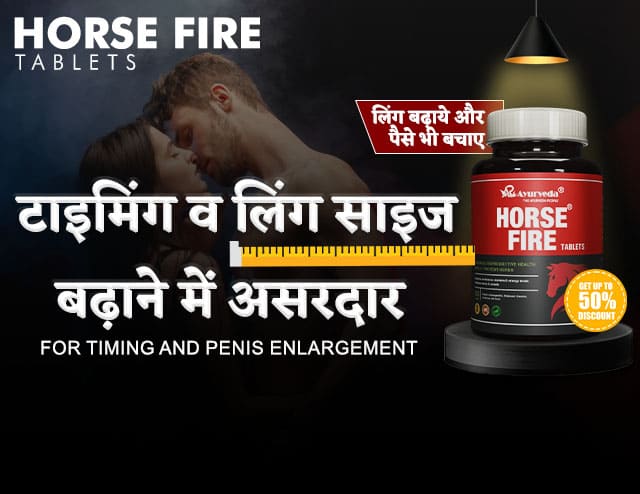 HORSE FIRE
TABLETS
लिंग बढ़ाये और
पैसे भी बचाए
टाइमिंग व लिंग साइज
बढ़ाने में असरदार
FOR TIMING AND PENIS ENLARGEMENT
Ayurveda®
HORSE®
FIRE TABLETS
GET UP TO
50%
DISCOUNT